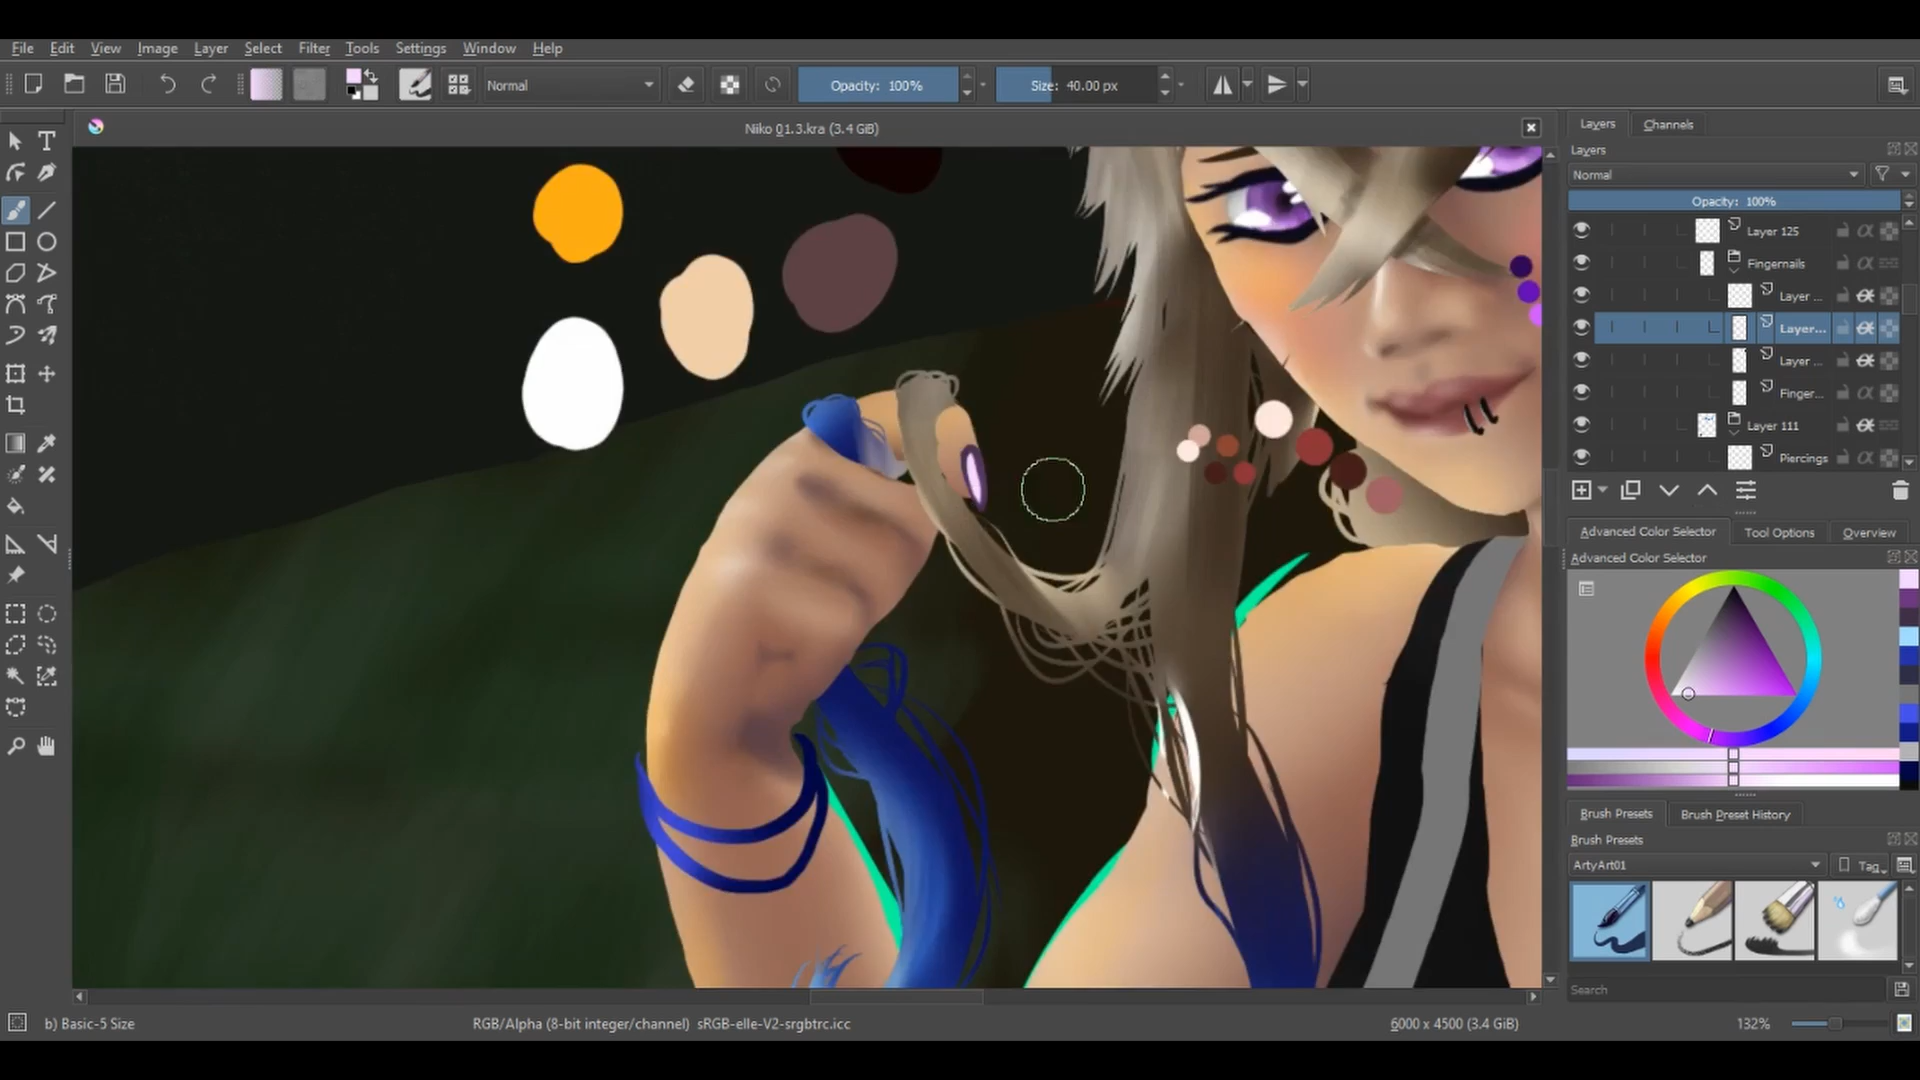 File Edit View Image Layer Select Filter Tools Settings Window Help
Normal Opacity: 100% Size: 40.00 px
Niko 01.3.kra (3.4 GiB)
Layers Channels
Layers
Normal
Opacity: 100%
Layer 125
Fingernails
Layer ...
Layer...
Layer ...
Finger...
Layer 111
Piercings
Advanced Color Selector Tool Options Overview
Advanced Color Selector
Brush Presets Brush Preset History
Brush Presets
ArtyArt01 Tag
Search
b) Basic-5 Size RGB/Alpha (8-bit integer/channel) sRGB-elle-V2-srgbtrc.icc 6000 x 4500 (3.4 GiB) 132%